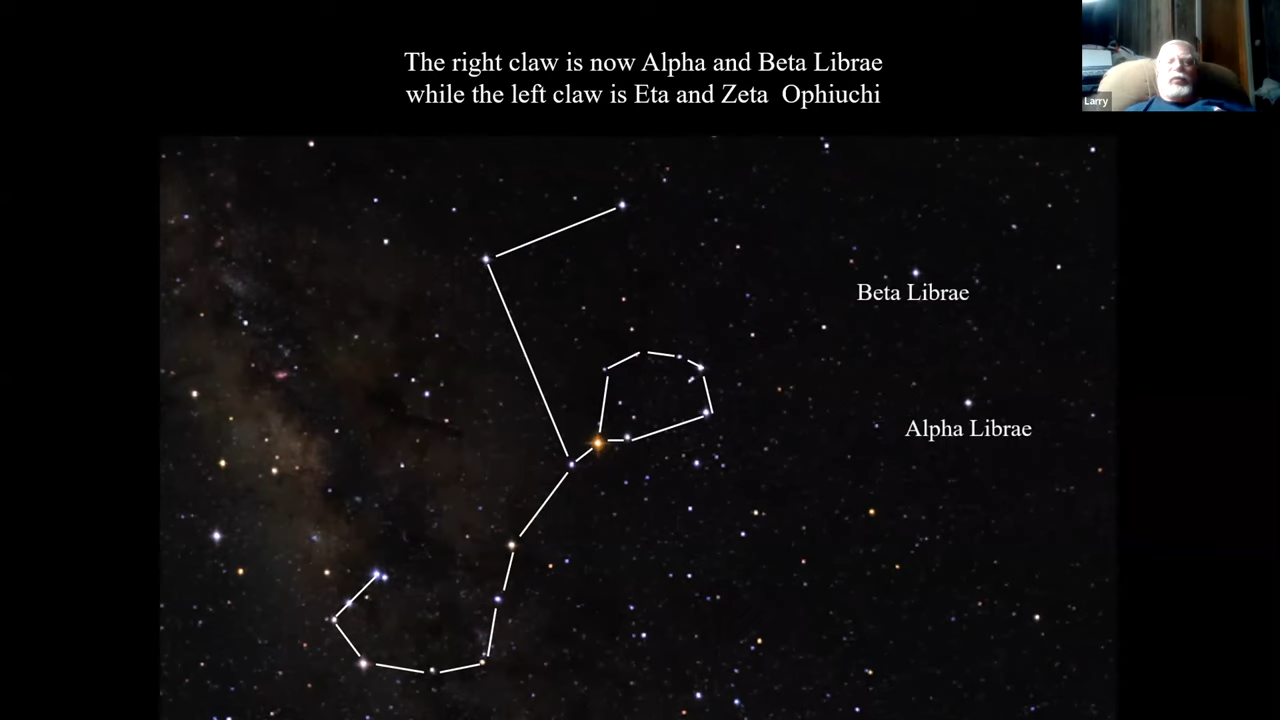 The right claw is now Alpha and Beta Librae
while the left claw is Eta and Zeta Ophiuchi
Larry
Beta Librae
Alpha Librae